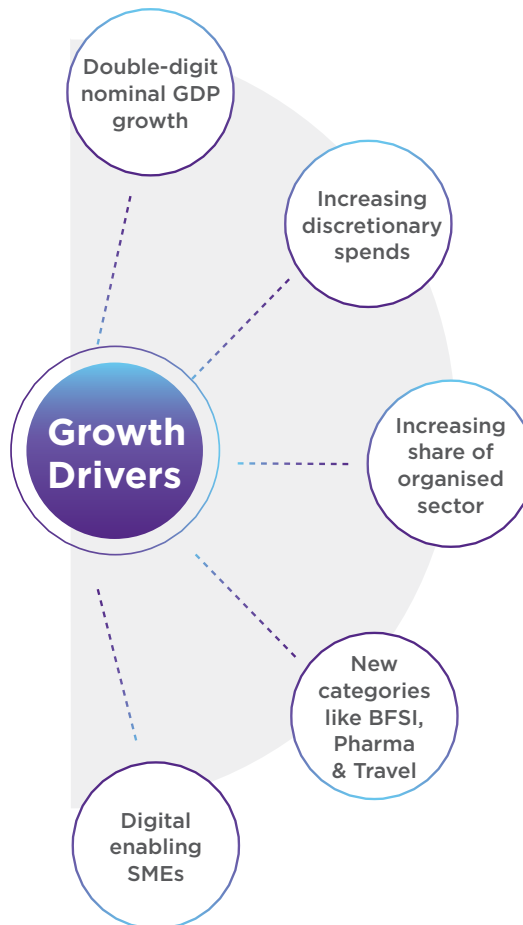 Double-digit
nominal GDP
growth
Increasing
discretionary
spends
Growth
Drivers
Increasing
share of
organised
sector
New
categories
like BFSI,
Pharma
& Travel
Digital
enabling
SMEs